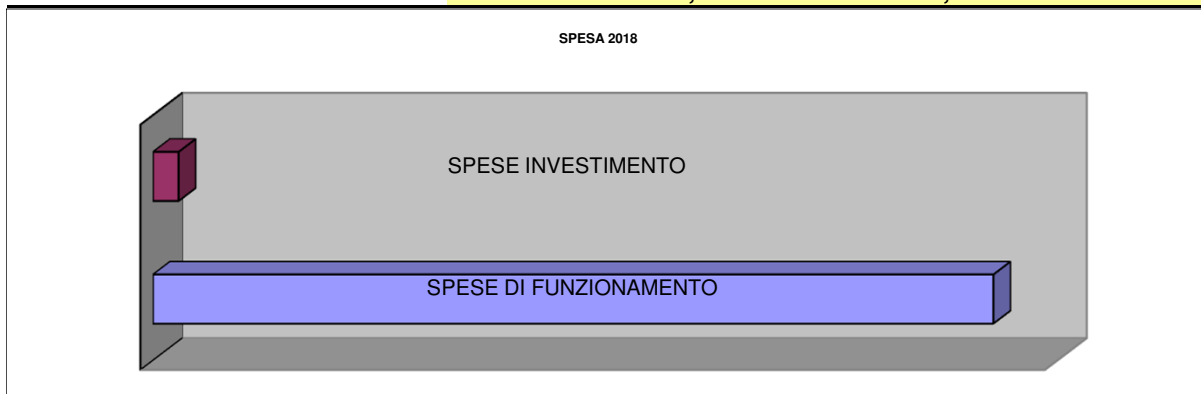 SPESA 2018
SPESE INVESTIMENTO
SPESE DI FUNZIONAMENTO